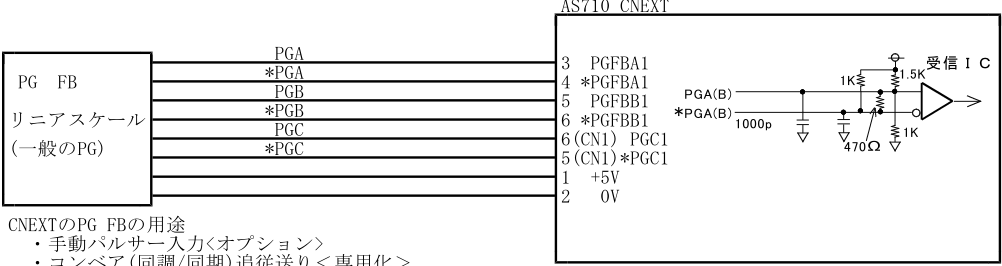 AS710 CNEXT
PG FB
リニアスケール
(一般のPG)
PGA
*PGA
PGB
*PGB
PGC
*PGC
3 PGFBA1
4 *PGFBA1
5 PGFBB1
6 *PGFBB1
6(CN1) PGC1
5(CN1)*PGC1
1 +5V
2 0V
受信IC
1K
1.5K
PGA(B)
*PGA(B)
1000p
470Ω
1K
CNEXTのPG FBの用途
・手動パルサー入力<オプション>
・コンベア(同調/同期)追従送り<専用化>